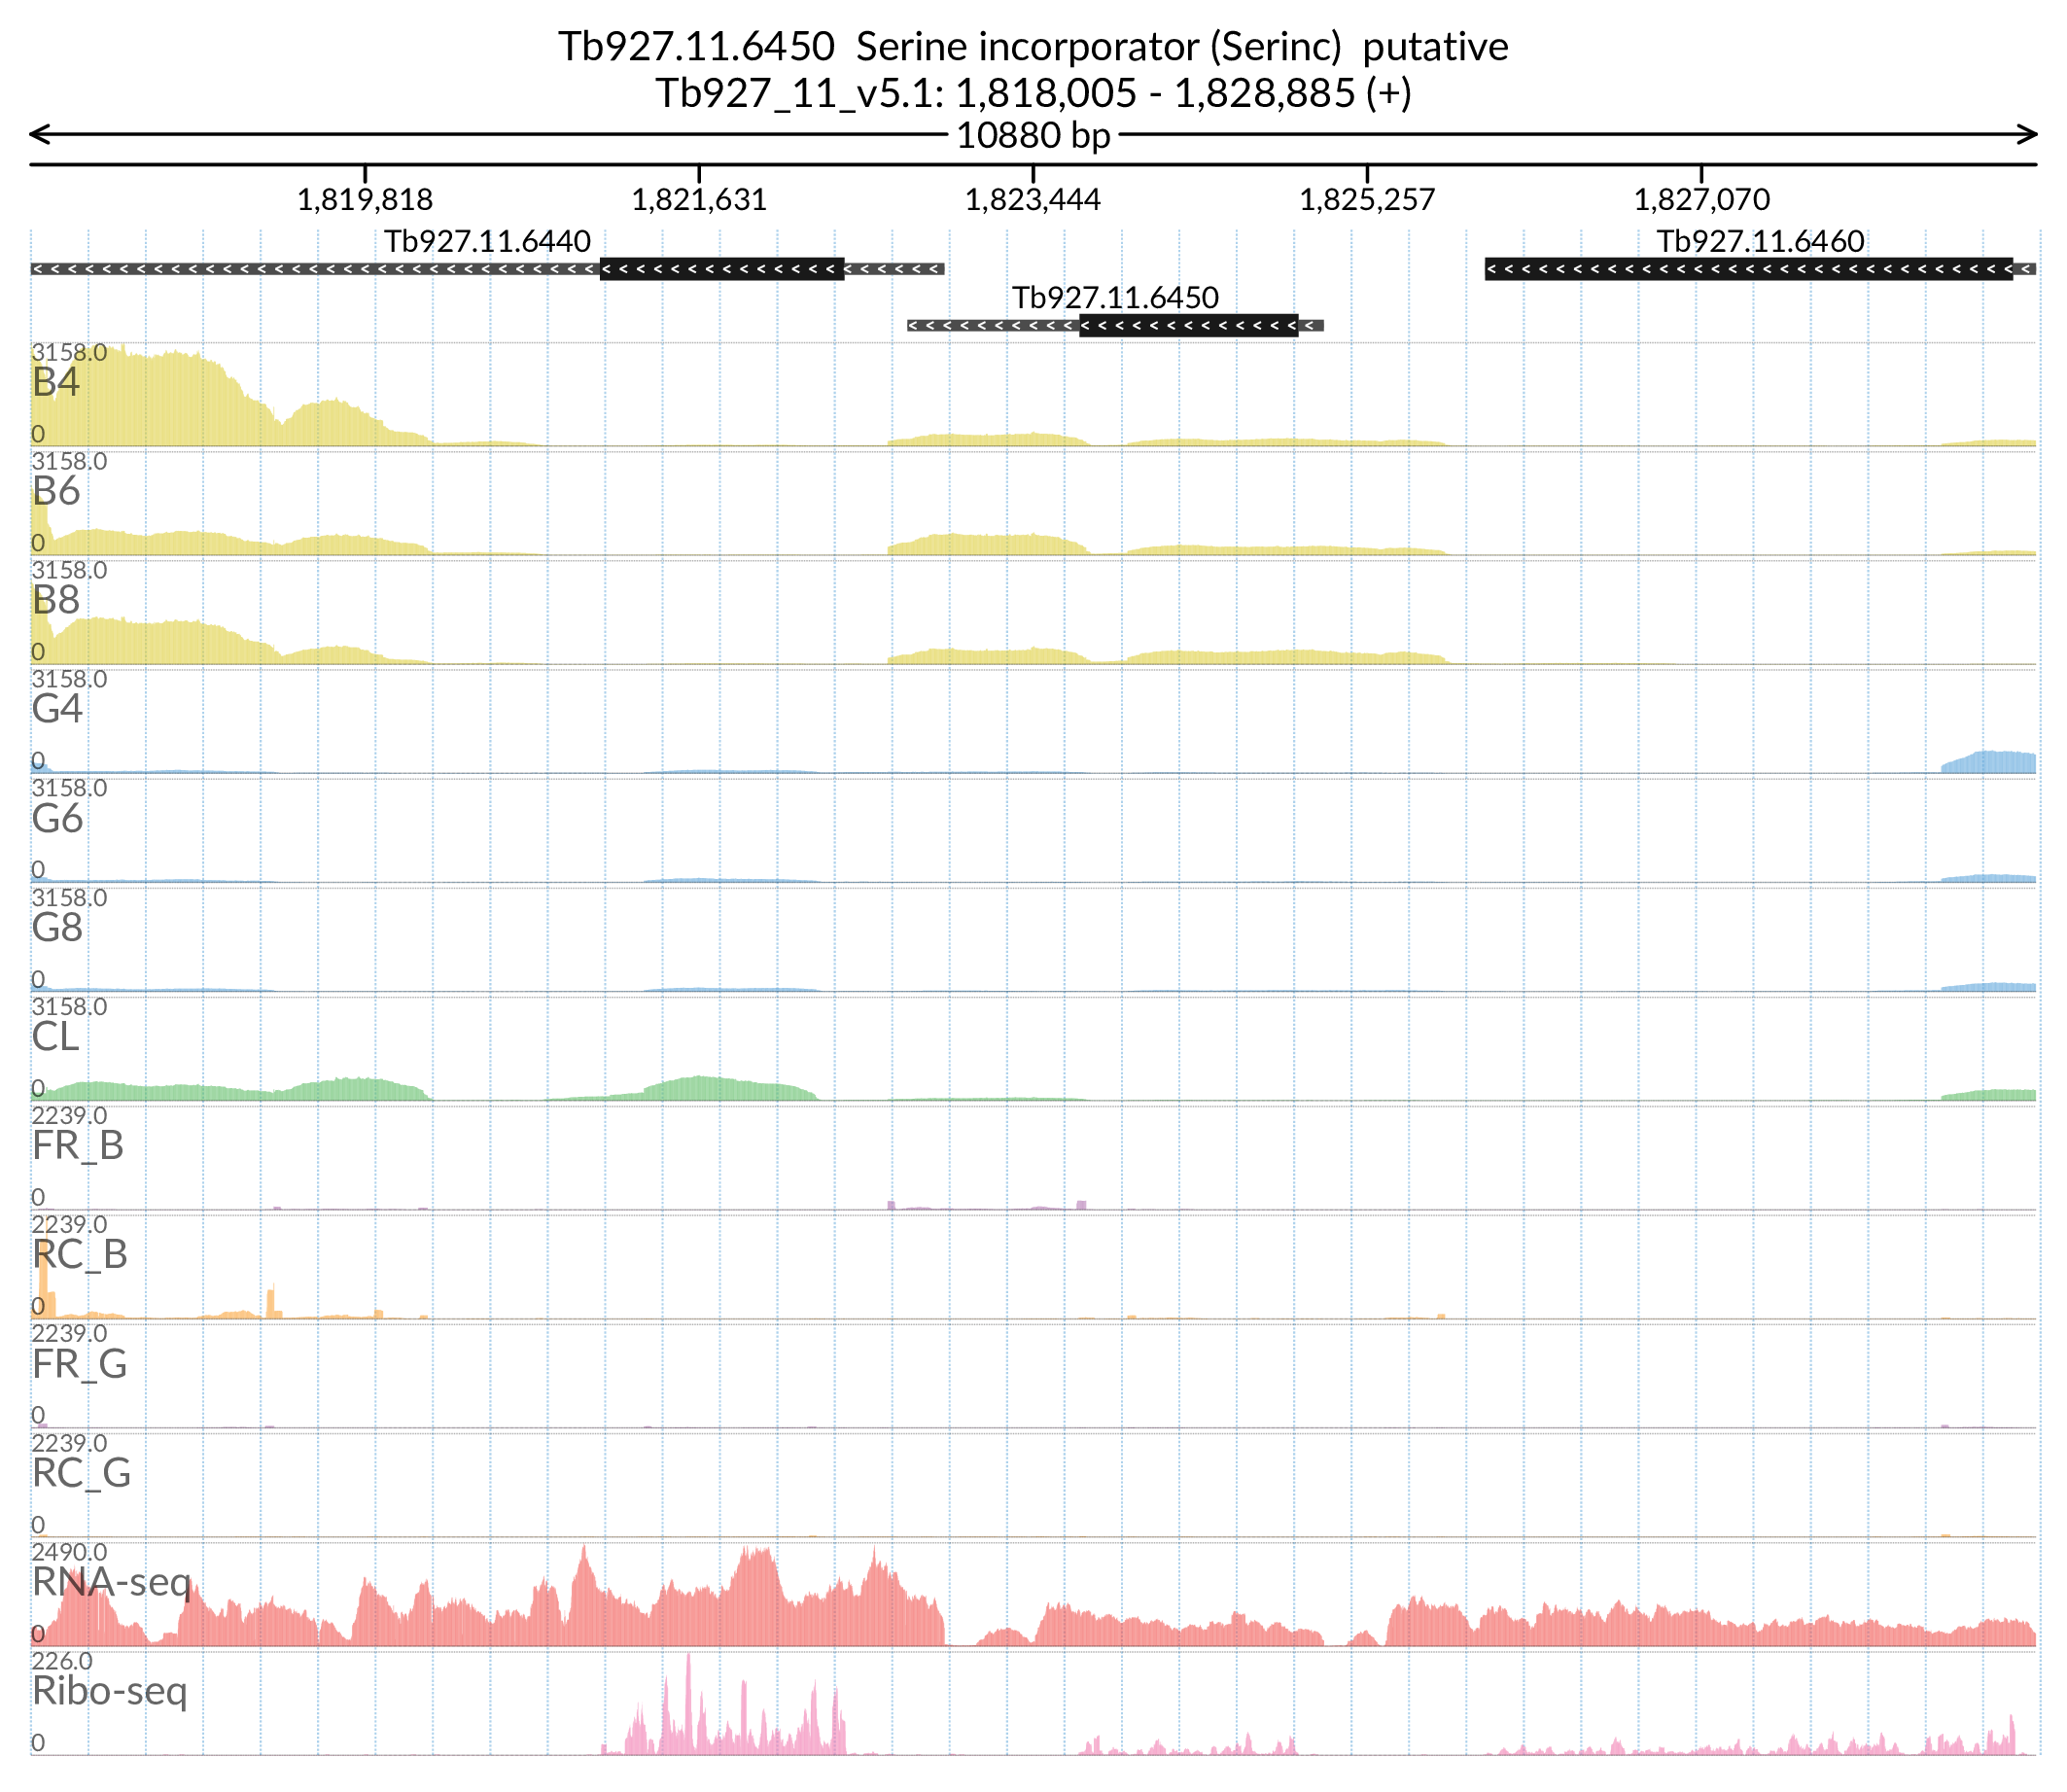 Tb927.11.6450  Serine incorporator (Serinc)  putative
Tb927_11_v5.1: 1,818,005 - 1,828,885 (+)
10880 bp
1,819,818 1,821,631 1,823,444 1,825,257 1,827,070
Tb927.11.6440 Tb927.11.6460
Tb927.11.6450
3158.0
B4
0
3158.0
B6
0
3158.0
B8
0
3158.0
G4
0
3158.0
G6
0
3158.0
G8
0
3158.0
CL
0
2239.0
FR_B
0
2239.0
RC_B
0
2239.0
FR_G
0
2239.0
RC_G
0
2490.0
RNA-seq
0
226.0
Ribo-seq
0